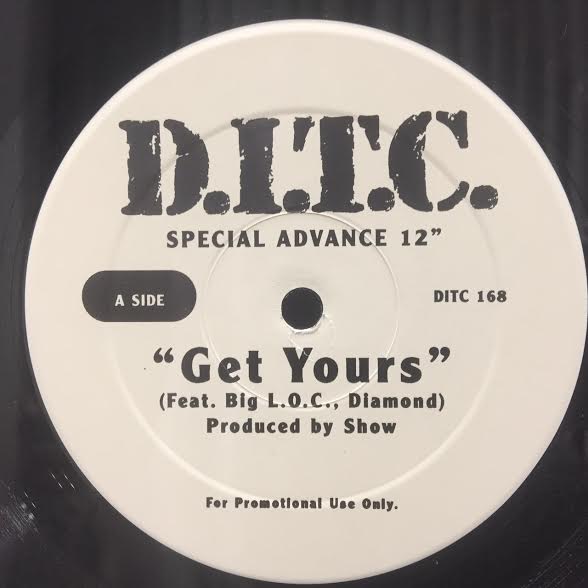 D.I.T.C.
SPECIAL ADVANCE 12”
A SIDE
DITC 168
“Get Yours”
(Feat. Big L.O.C., Diamond)
Produced by Show
For Promotional Use Only.